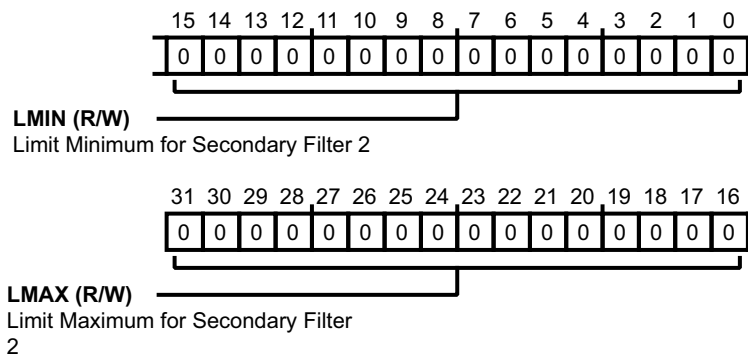 15 14 13 12 11 10 9 8 7 6 5 4 3 2 1 0
0 0 0 0 0 0 0 0 0 0 0 0 0 0 0 0
LMIN (R/W)
Limit Minimum for Secondary Filter 2
31 30 29 28 27 26 25 24 23 22 21 20 19 18 17 16
0 0 0 0 0 0 0 0 0 0 0 0 0 0 0 0
LMAX (R/W)
Limit Maximum for Secondary Filter
2